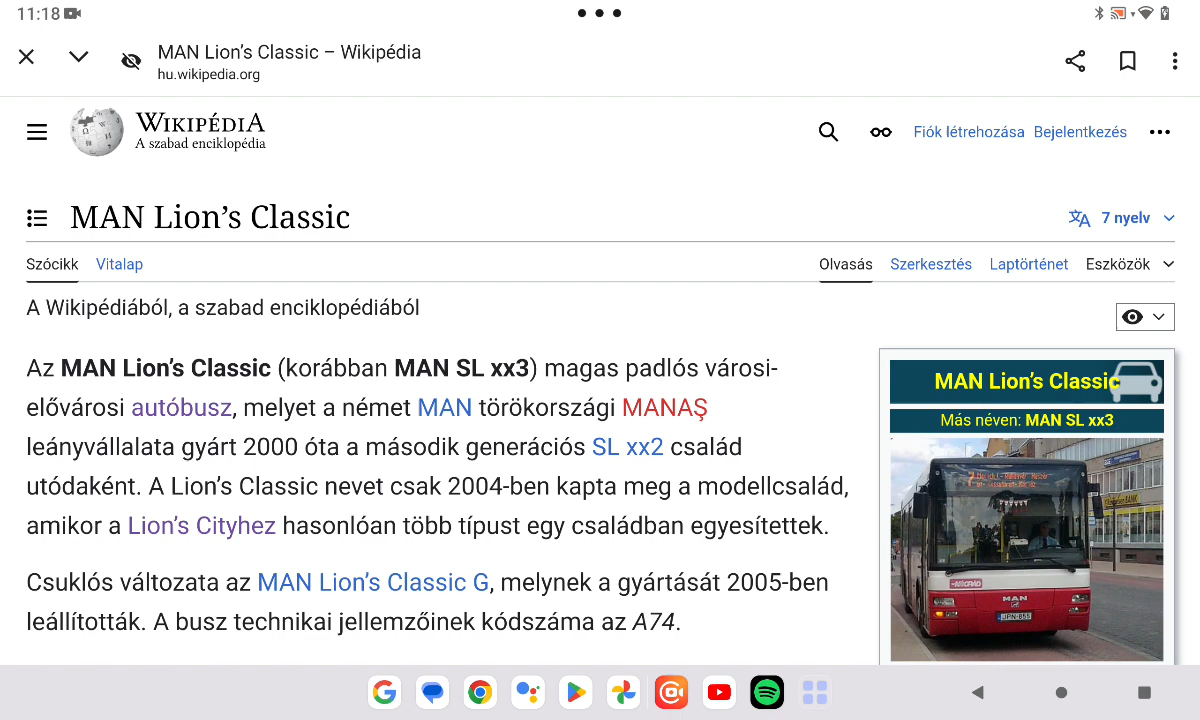 11:18
MAN Lion’s Classic – Wikipédia
hu.wikipedia.org
WIKIPÉDIA
A szabad enciklopédia
Fiók létrehozása Bejelentkezés
MAN Lion’s Classic
7 nyelv
Szócikk Vitalap
Olvasás Szerkesztés Laptörténet Eszközök
A Wikipédiából, a szabad enciklopédiából
Az MAN Lion’s Classic (korábban MAN SL xx3) magas padlós városi-
elővárosi autóbusz, melyet a német MAN törökországi MANAŞ
leányvállalata gyárt 2000 óta a második generációs SL xx2 család
utódaként. A Lion’s Classic nevet csak 2004-ben kapta meg a modellcsalád,
amikor a Lion’s Cityhez hasonlóan több típust egy családban egyesítettek.
Csuklós változata az MAN Lion’s Classic G, melynek a gyártását 2005-ben
leállították. A busz technikai jellemzőinek kódszáma az A74.
MAN Lion’s Classic
Más néven: MAN SL xx3
7
MAN